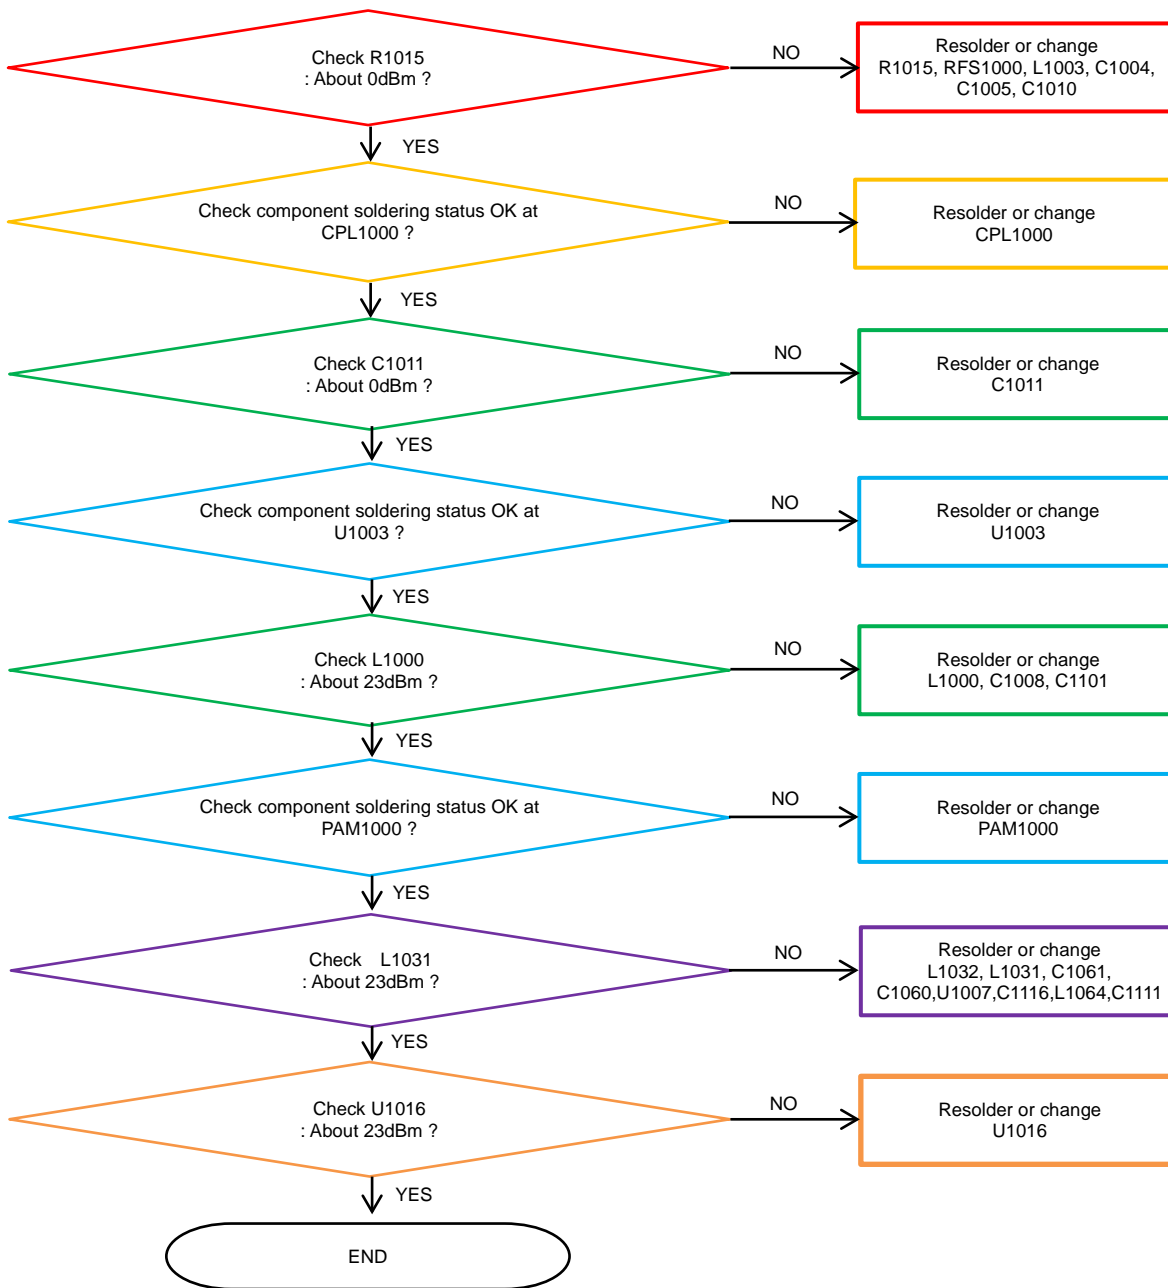 Check R1015
: About 0dBm ?
NO
Resolder or change
R1015, RFS1000, L1003, C1004,
C1005, C1010
YES
Check component soldering status OK at
CPL1000 ?
NO
Resolder or change
CPL1000
YES
Check C1011
: About 0dBm ?
NO
Resolder or change
C1011
YES
Check component soldering status OK at
U1003 ?
NO
Resolder or change
U1003
YES
Check L1000
: About 23dBm ?
NO
Resolder or change
L1000, C1008, C1101
YES
Check component soldering status OK at
PAM1000 ?
NO
Resolder or change
PAM1000
YES
Check L1031
: About 23dBm ?
NO
Resolder or change
L1032, L1031, C1061,
C1060,U1007,C1116,L1064,C1111
YES
Check U1016
: About 23dBm ?
NO
Resolder or change
U1016
YES
END